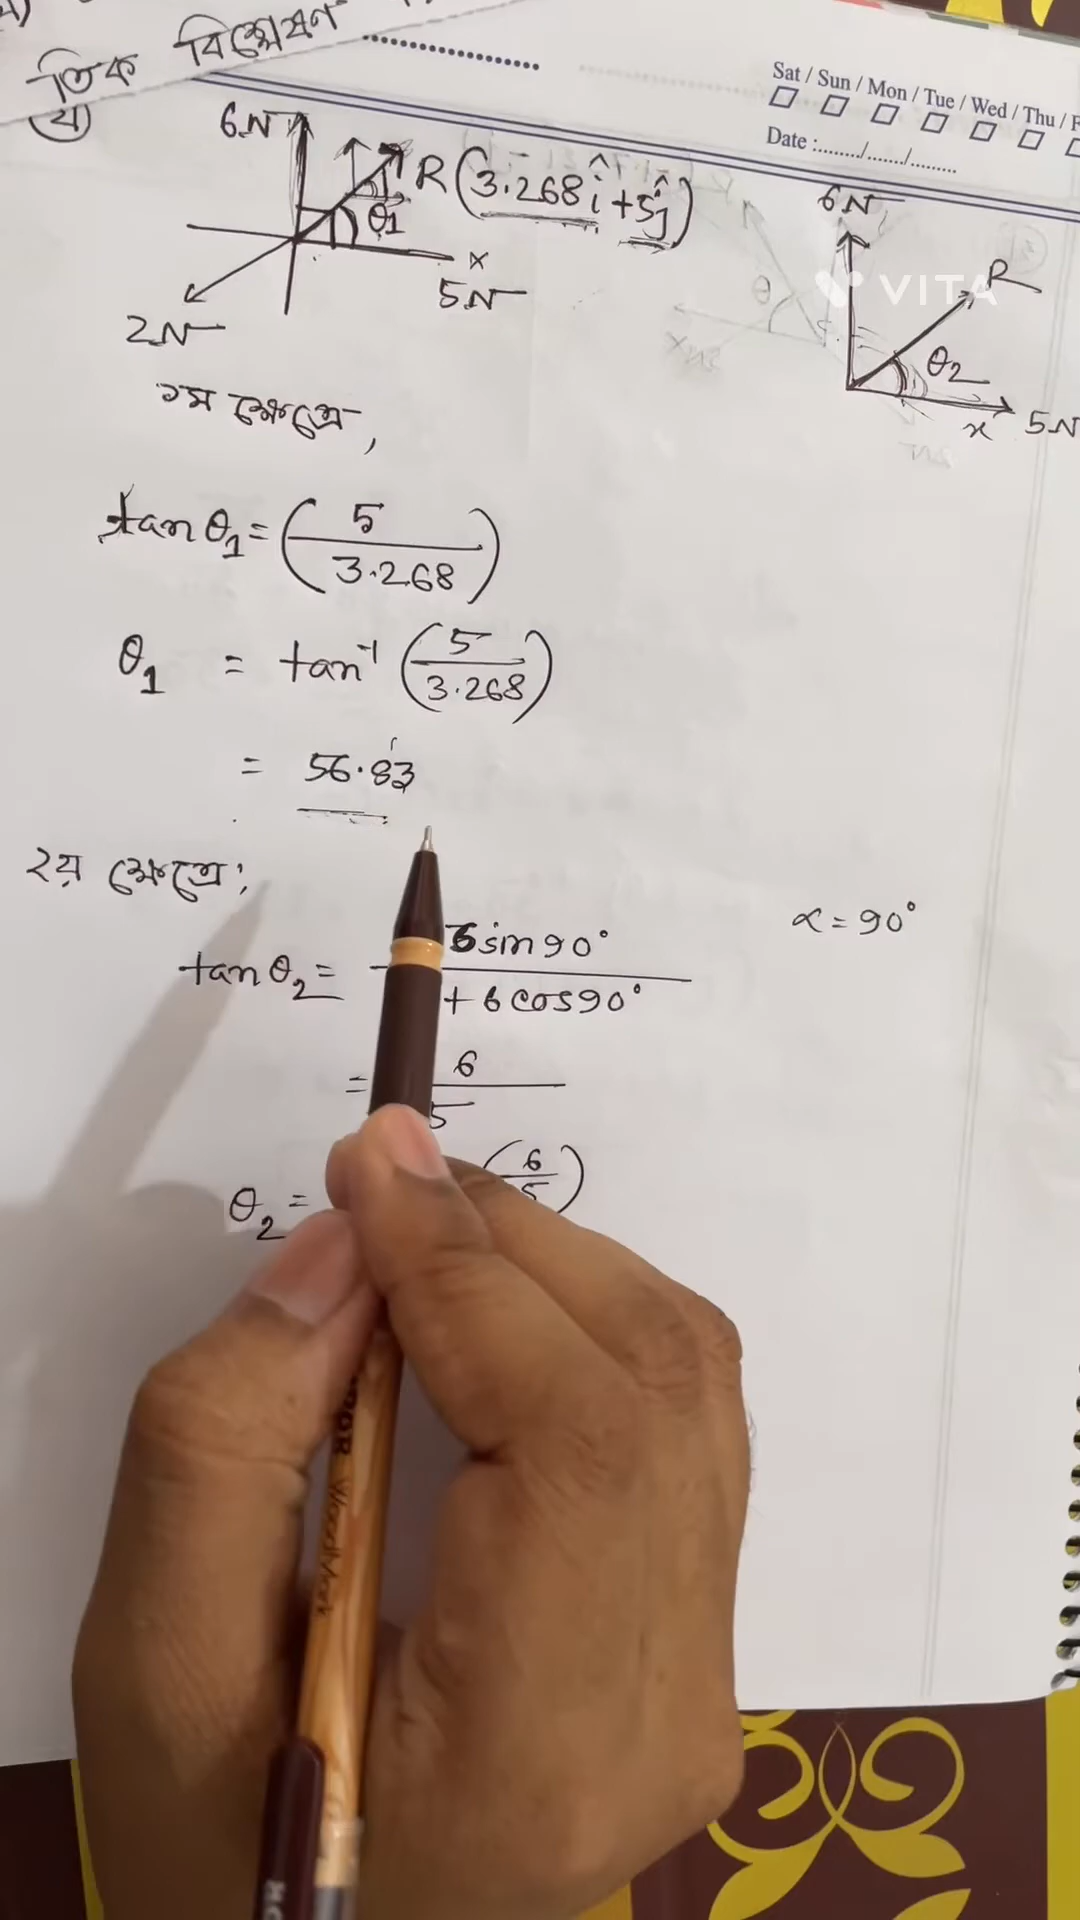 তিক বিশ্লেষণ
Sat / Sun / Mon / Tue / Wed / Thu / F
Date :......../......./.........
6N
R(3.268î + 5ĵ)
θ1
x
5N
2N
6N
VITA
R
θ2
x
5N
১ম ক্ষেত্রে,
tan θ1 = (5/3.268)
θ1 = tan⁻¹ (5/3.268)
= 56.83
২য় ক্ষেত্রে:
α = 90°
tan θ2 = 6 sin 90° / + 6 cos 90°
= 6/5
θ2 = (6/5)
WoodMark